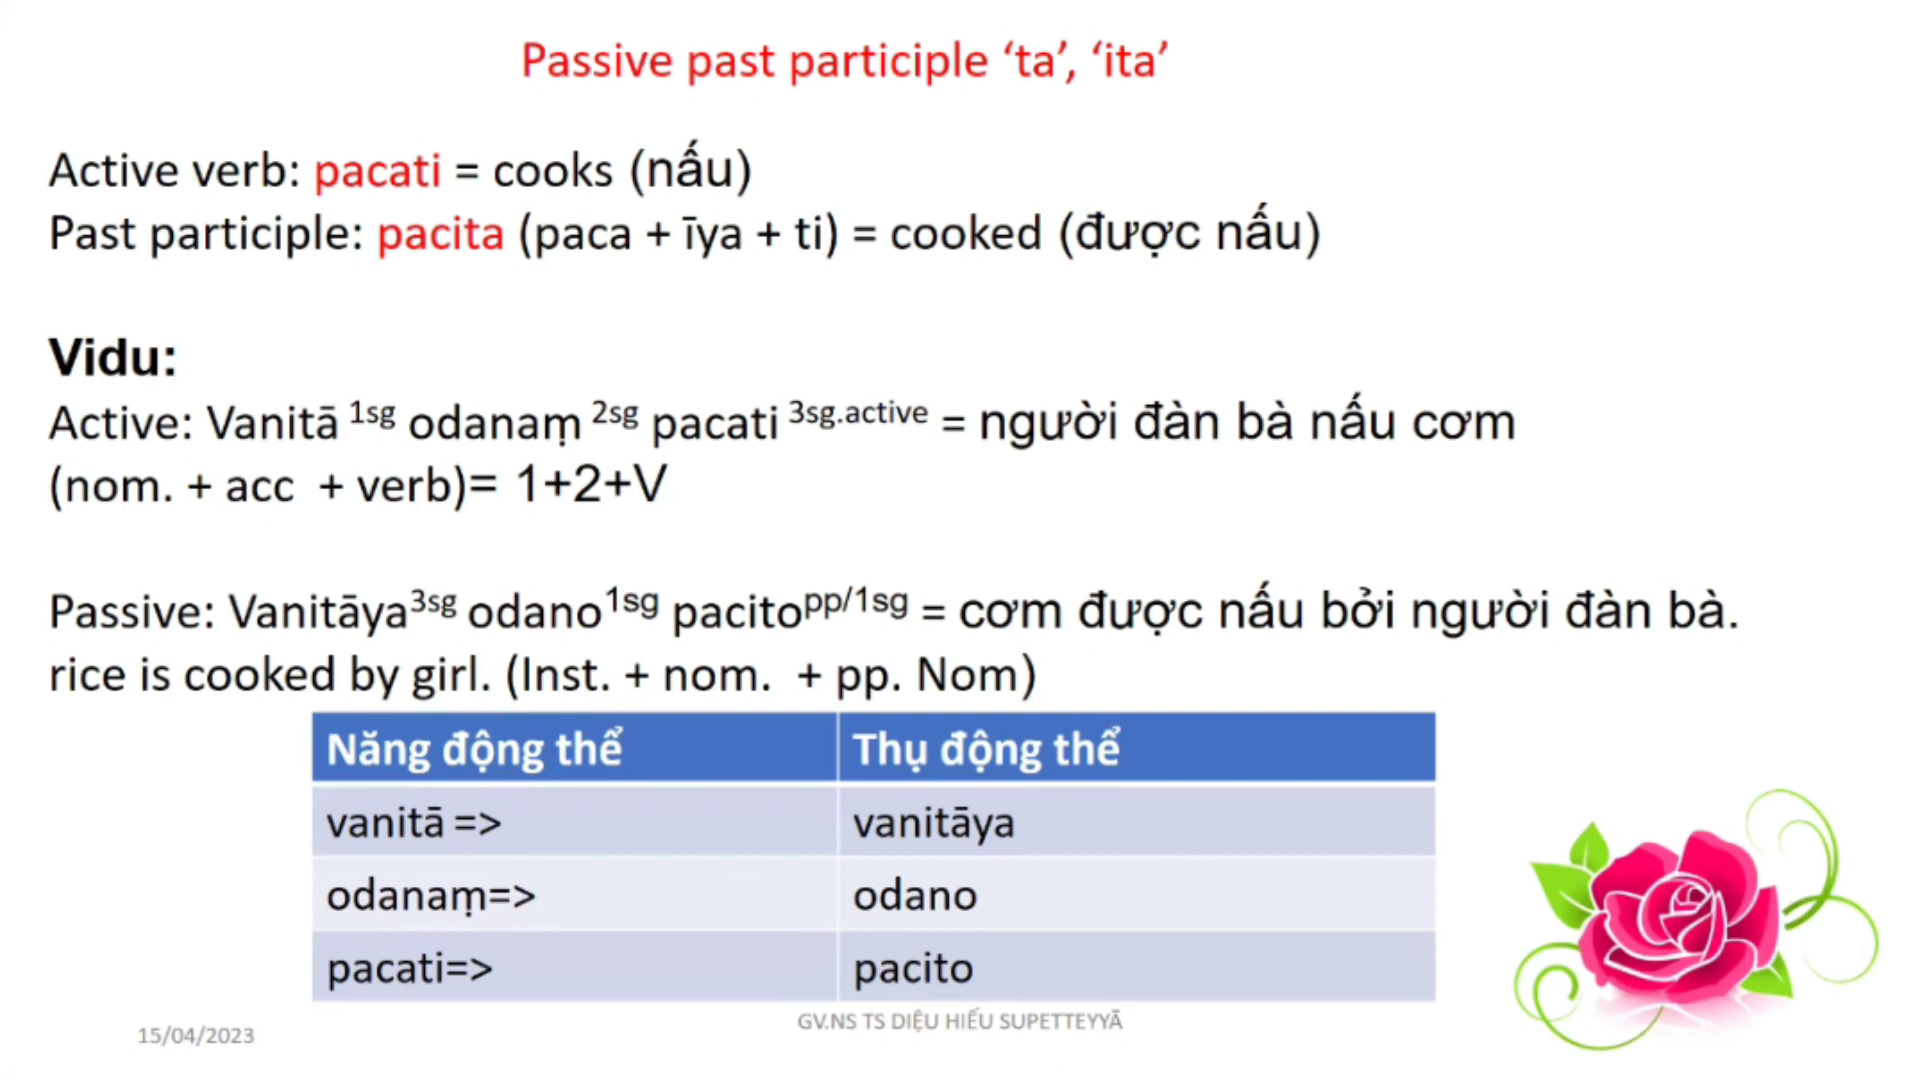 Passive past participle ‘ta’, ‘ita’
Active verb: pacati = cooks (nấu)
Past participle: pacita (paca + īya + ti) = cooked (được nấu)
Vidu:
Active: Vanitā 1sg odanaṃ 2sg pacati 3sg.active = người đàn bà nấu cơm
(nom. + acc + verb)= 1+2+V
Passive: Vanitāya3sg odano1sg pacitopp/1sg = cơm được nấu bởi người đàn bà.
rice is cooked by girl. (Inst. + nom. + pp. Nom)
Năng động thể Thụ động thể
vanitā => vanitāya
odanaṃ=> odano
pacati=> pacito
15/04/2023 GV.NS TS DIỆU HIẾU SUPETTEYYĀ